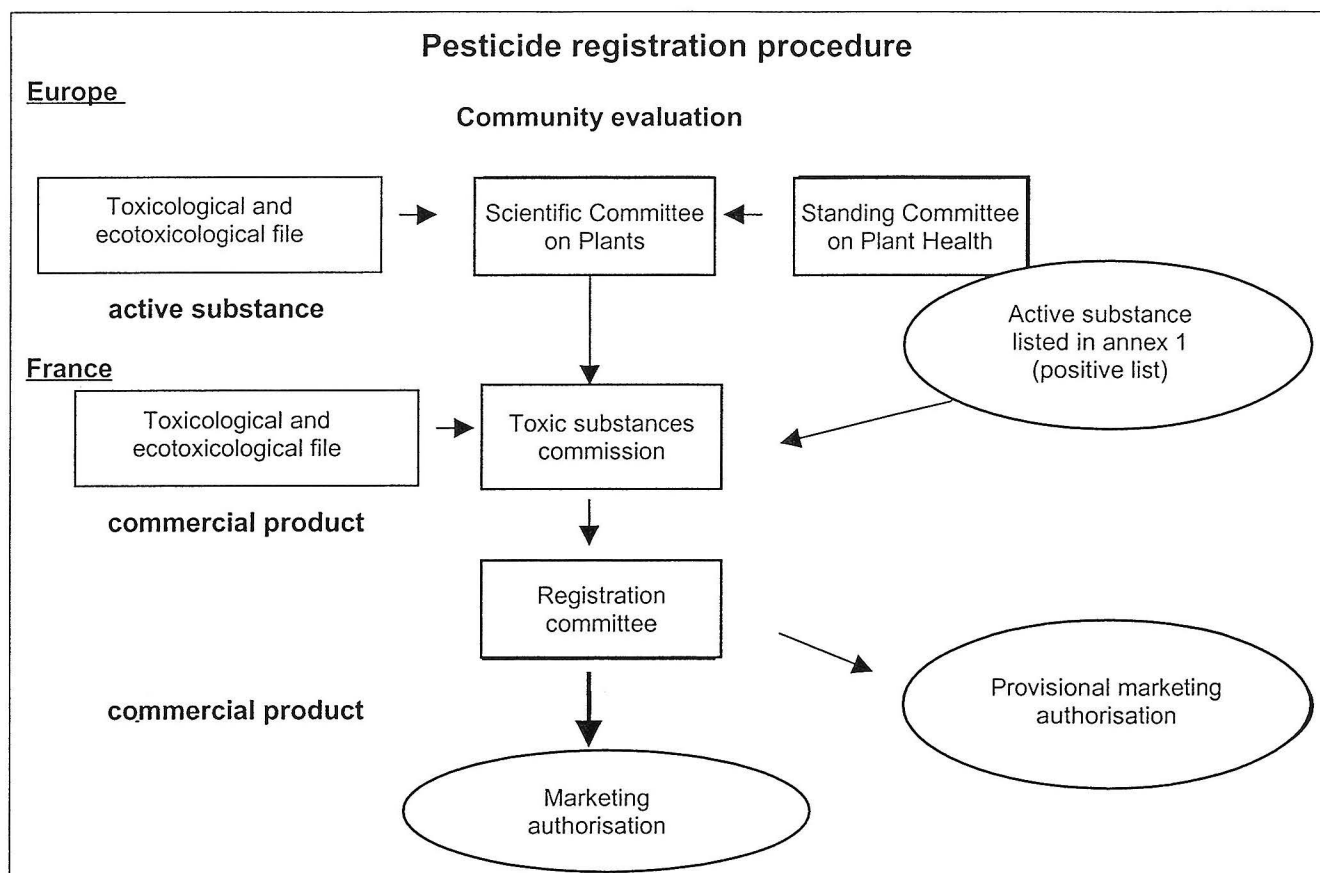 Pesticide registration procedure
Europe
Community evaluation
Toxicological and
ecotoxicological file
Scientific Committee
on Plants
Standing Committee
on Plant Health
active substance
Active substance
listed in annex 1
(positive list)
France
Toxicological and
ecotoxicological file
Toxic substances
commission
commercial product
Registration
committee
commercial product
Provisional marketing
authorisation
Marketing
authorisation